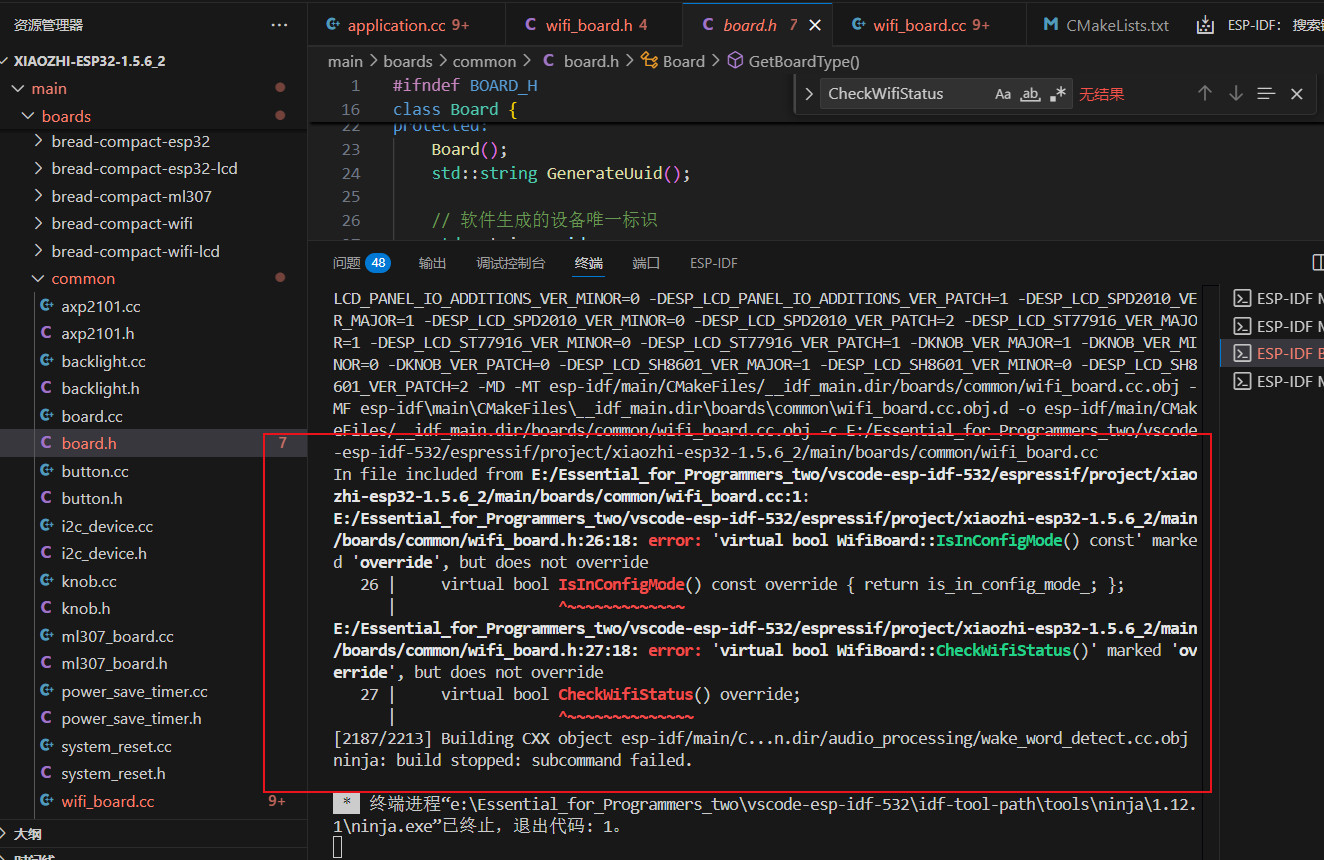 资源管理器
application.cc 9+
wifi_board.h 4
board.h 7
wifi_board.cc 9+
CMakeLists.txt
ESP-IDF: 搜索
XIAOZHI-ESP32-1.5.6_2
main
boards
bread-compact-esp32
bread-compact-esp32-lcd
bread-compact-ml307
bread-compact-wifi
bread-compact-wifi-lcd
common
axp2101.cc
axp2101.h
backlight.cc
backlight.h
board.cc
board.h 7
button.cc
button.h
i2c_device.cc
i2c_device.h
knob.cc
knob.h
ml307_board.cc
ml307_board.h
power_save_timer.cc
power_save_timer.h
system_reset.cc
system_reset.h
wifi_board.cc 9+
大纲
main > boards > common > board.h > Board > GetBoardType()
CheckWifiStatus Aa ab .* 无结果
1 #ifndef BOARD_H
16 class Board {
22 protected:
23 Board();
24 std::string GenerateUuid();
25
26 // 软件生成的设备唯一标识
问题 48 输出 调试控制台 终端 端口 ESP-IDF
LCD_PANEL_IO_ADDITIONS_VER_MINOR=0 -DESP_LCD_PANEL_IO_ADDITIONS_VER_PATCH=1 -DESP_LCD_SPD2010_VE
R_MAJOR=1 -DESP_LCD_SPD2010_VER_MINOR=0 -DESP_LCD_SPD2010_VER_PATCH=2 -DESP_LCD_ST77916_VER_MAJO
R=1 -DESP_LCD_ST77916_VER_MINOR=0 -DESP_LCD_ST77916_VER_PATCH=1 -DKNOB_VER_MAJOR=1 -DKNOB_VER_MI
NOR=0 -DKNOB_VER_PATCH=0 -DESP_LCD_SH8601_VER_MAJOR=1 -DESP_LCD_SH8601_VER_MINOR=0 -DESP_LCD_SH8
601_VER_PATCH=2 -MD -MT esp-idf/main/CMakeFiles/__idf_main.dir/boards/common/wifi_board.cc.obj -
MF esp-idf\main\CMakeFiles\__idf_main.dir\boards\common\wifi_board.cc.obj.d -o esp-idf/main/CMak
eFiles/__idf_main.dir/boards/common/wifi_board.cc.obj -c E:/Essential_for_Programmers_two/vscode
-esp-idf-532/espressif/project/xiaozhi-esp32-1.5.6_2/main/boards/common/wifi_board.cc
In file included from E:/Essential_for_Programmers_two/vscode-esp-idf-532/espressif/project/xiao
zhi-esp32-1.5.6_2/main/boards/common/wifi_board.cc:1:
E:/Essential_for_Programmers_two/vscode-esp-idf-532/espressif/project/xiaozhi-esp32-1.5.6_2/main
/boards/common/wifi_board.h:26:18: error: 'virtual bool WifiBoard::IsInConfigMode() const' marke
d 'override', but does not override
26 | virtual bool IsInConfigMode() const override { return is_in_config_mode_; };
| ^~~~~~~~~~~~~~
E:/Essential_for_Programmers_two/vscode-esp-idf-532/espressif/project/xiaozhi-esp32-1.5.6_2/main
/boards/common/wifi_board.h:27:18: error: 'virtual bool WifiBoard::CheckWifiStatus()' marked 'ov
erride', but does not override
27 | virtual bool CheckWifiStatus() override;
| ^~~~~~~~~~~~~~~
[2187/2213] Building CXX object esp-idf/main/C...n.dir/audio_processing/wake_word_detect.cc.obj
ninja: build stopped: subcommand failed.
* 终端进程“e:\Essential_for_Programmers_two\vscode-esp-idf-532\idf-tool-path\tools\ninja\1.12.
1\ninja.exe”已终止，退出代码: 1。
ESP-IDF M
ESP-IDF M
ESP-IDF B
ESP-IDF M